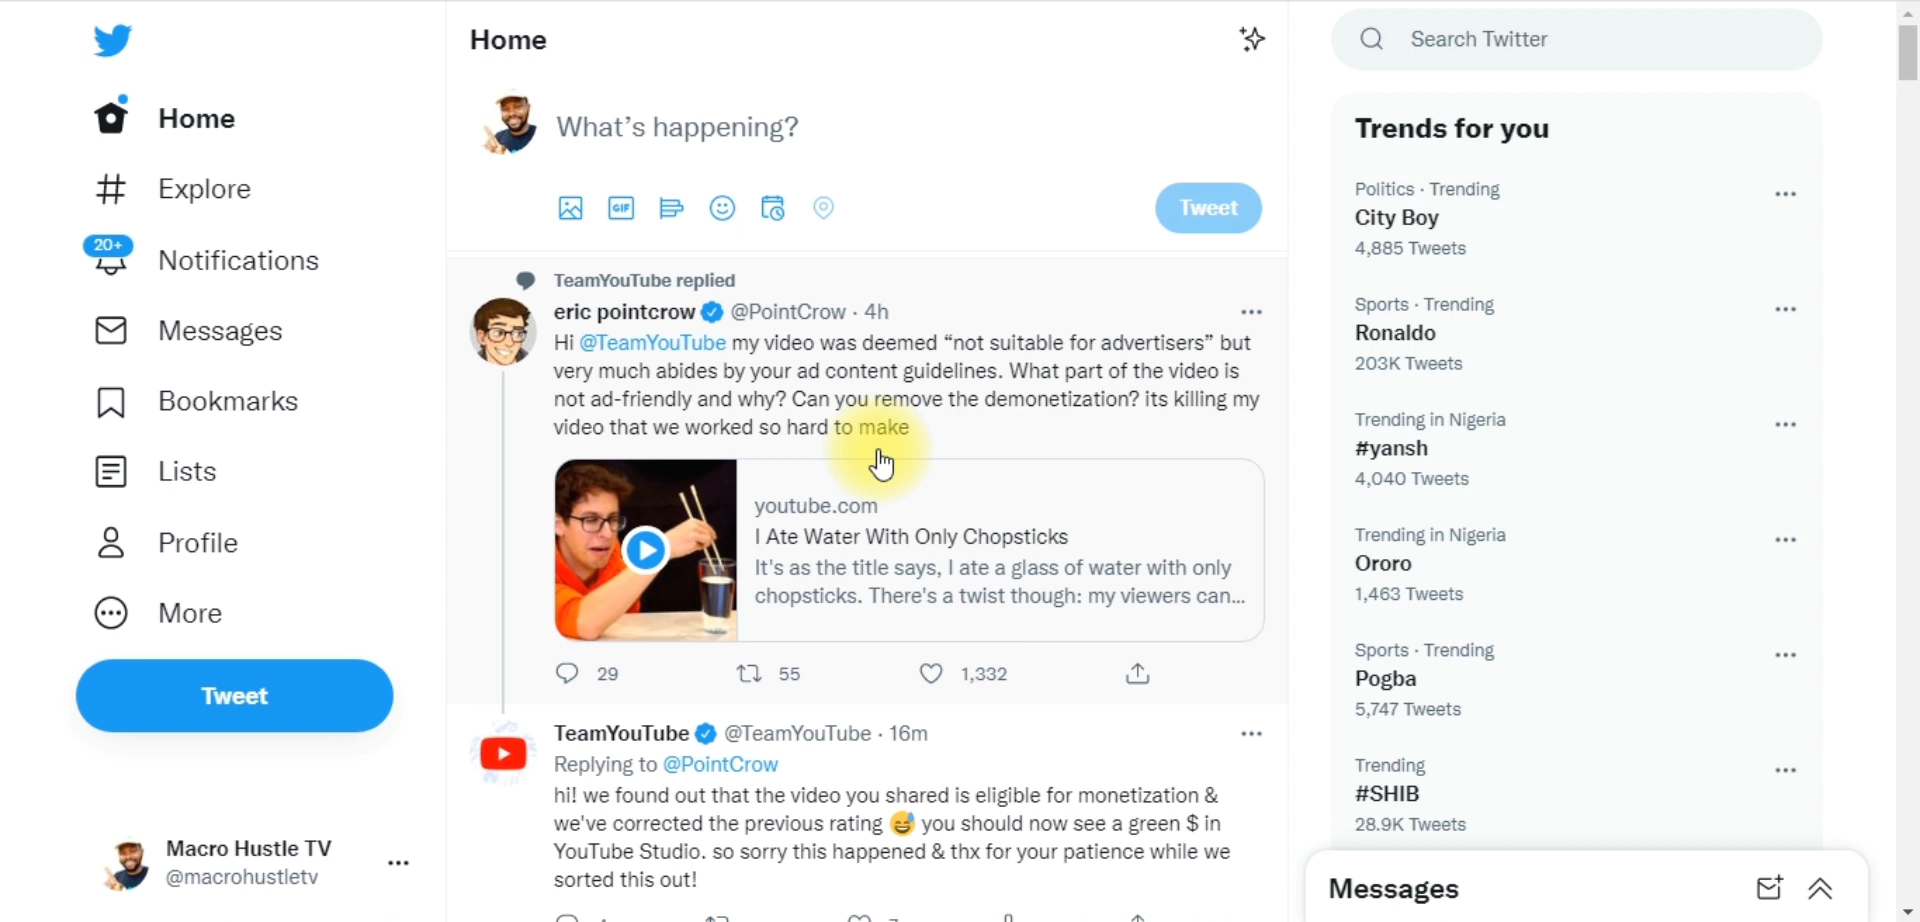 Home
Explore
20+
Notifications
Messages
Bookmarks
Lists
Profile
More
Tweet
Macro Hustle TV
@macrohustletv
Home
What's happening?
GIF
Tweet
TeamYouTube replied
eric pointcrow @PointCrow · 4h
Hi @TeamYouTube my video was deemed “not suitable for advertisers” but
very much abides by your ad content guidelines. What part of the video is
not ad-friendly and why? Can you remove the demonetization? its killing my
video that we worked so hard to make
youtube.com
I Ate Water With Only Chopsticks
It's as the title says, I ate a glass of water with only
chopsticks. There's a twist though: my viewers can...
29 55 1,332
TeamYouTube @TeamYouTube · 16m
Replying to @PointCrow
hi! we found out that the video you shared is eligible for monetization &
we've corrected the previous rating 😅 you should now see a green $ in
YouTube Studio. so sorry this happened & thx for your patience while we
sorted this out!
Search Twitter
Trends for you
Politics · Trending
City Boy
4,885 Tweets
Sports · Trending
Ronaldo
203K Tweets
Trending in Nigeria
#yansh
4,040 Tweets
Trending in Nigeria
Ororo
1,463 Tweets
Sports · Trending
Pogba
5,747 Tweets
Trending
#SHIB
28.9K Tweets
Messages